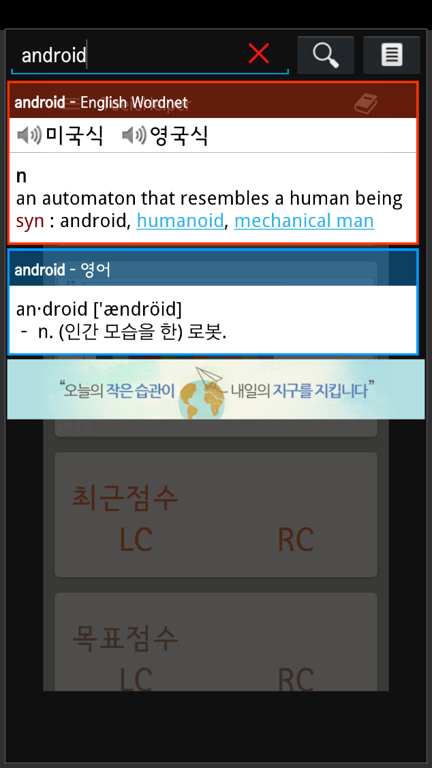 android
android - English Wordnet
미국식 영국식
n
an automaton that resembles a human being
syn : android, humanoid, mechanical man
android - 영어
an·droid ['ændröid]
- n. (인간 모습을 한) 로봇.
“오늘의 작은 습관이 내일의 지구를 지킵니다”
최근점수
LC RC
목표점수
LC RC